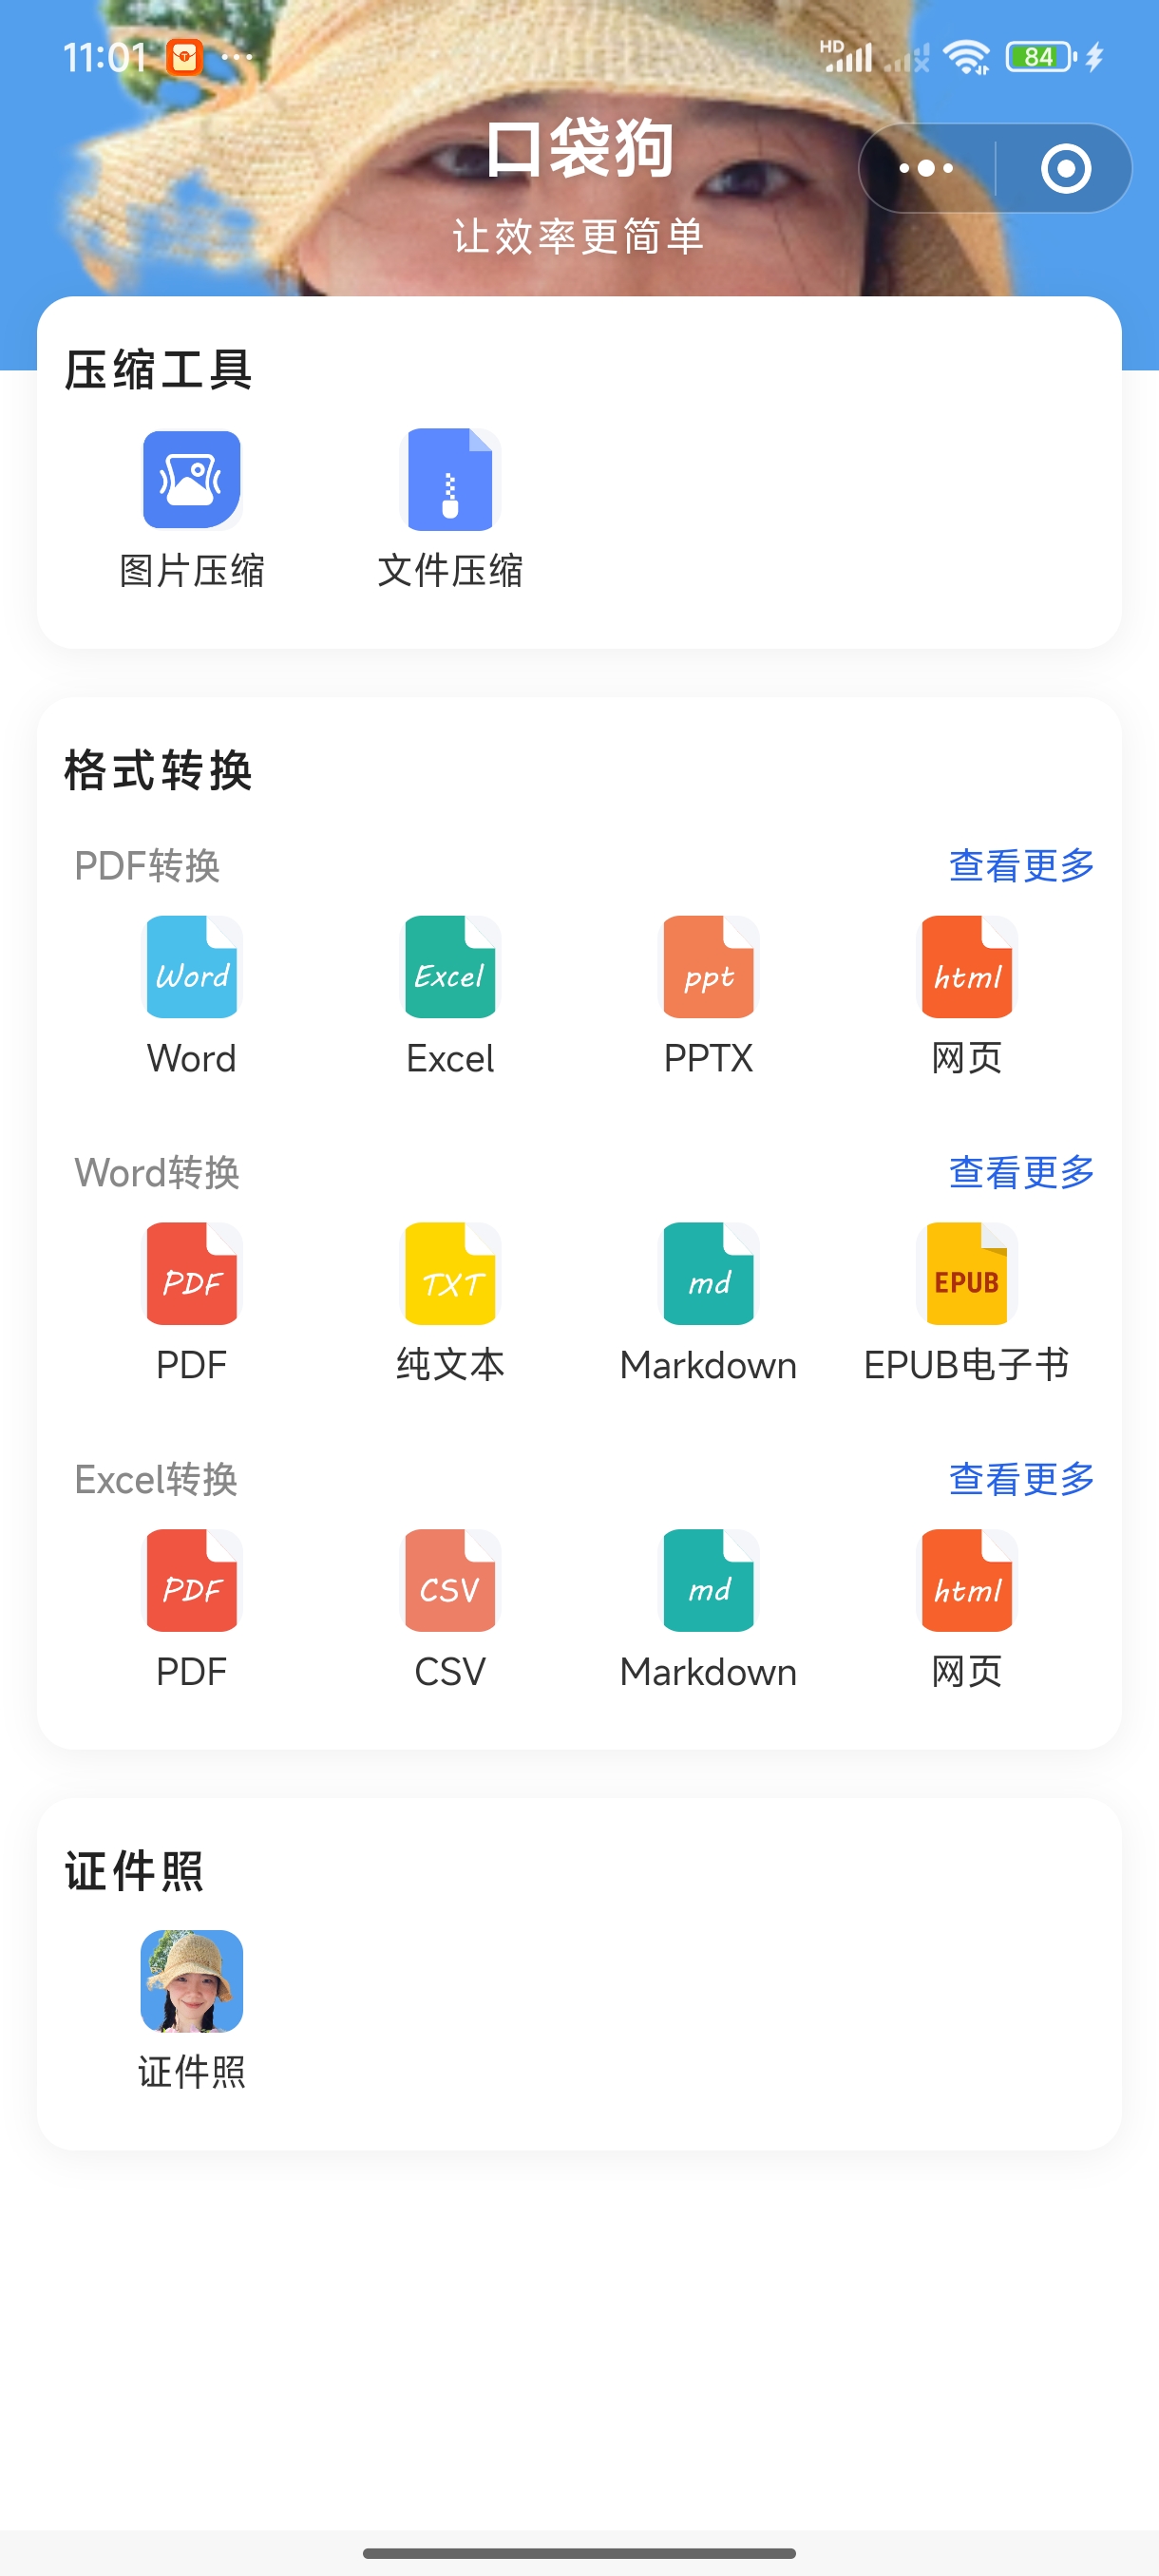 11:01 ... HD 84
口袋狗
让效率更简单
压缩工具
图片压缩 文件压缩
格式转换
PDF转换 查看更多
Word Excel ppt html
Word Excel PPTX 网页
Word转换 查看更多
PDF TXT md EPUB
PDF 纯文本 Markdown EPUB电子书
Excel转换 查看更多
PDF CSV md html
PDF CSV Markdown 网页
证件照
证件照